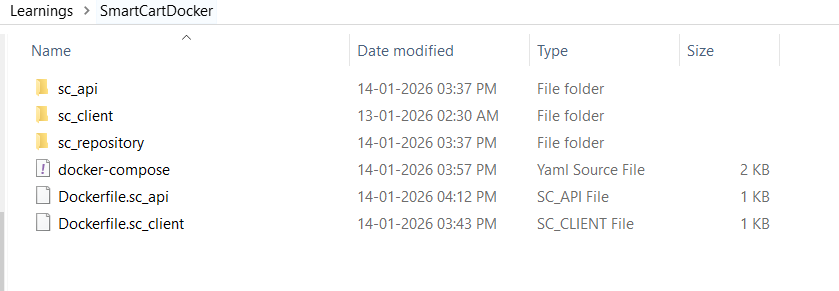 Learnings > SmartCartDocker
Name Date modified Type Size
sc_api 14-01-2026 03:37 PM File folder
sc_client 13-01-2026 02:30 AM File folder
sc_repository 14-01-2026 03:37 PM File folder
docker-compose 14-01-2026 03:57 PM Yaml Source File 2 KB
Dockerfile.sc_api 14-01-2026 04:12 PM SC_API File 1 KB
Dockerfile.sc_client 14-01-2026 03:43 PM SC_CLIENT File 1 KB